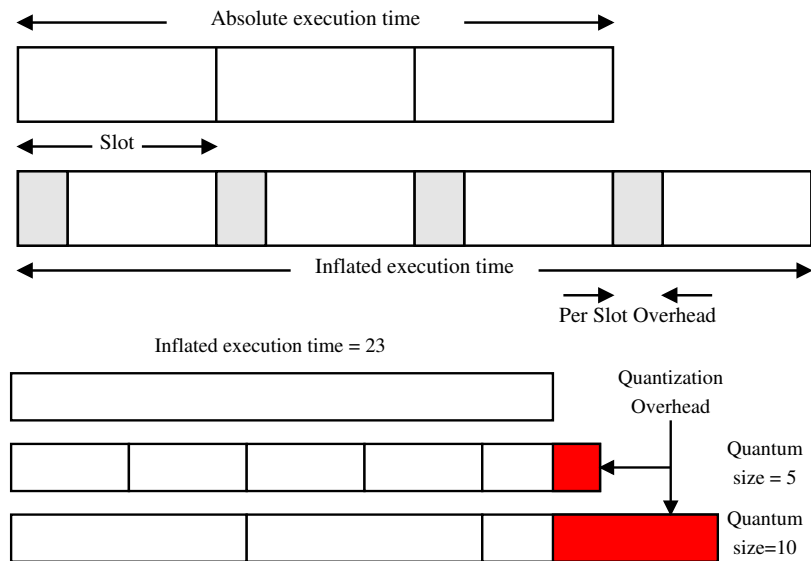 Absolute execution time
Slot
Inflated execution time
Per Slot Overhead
Inflated execution time = 23
Quantization
Overhead
Quantum
size = 5
Quantum
size=10